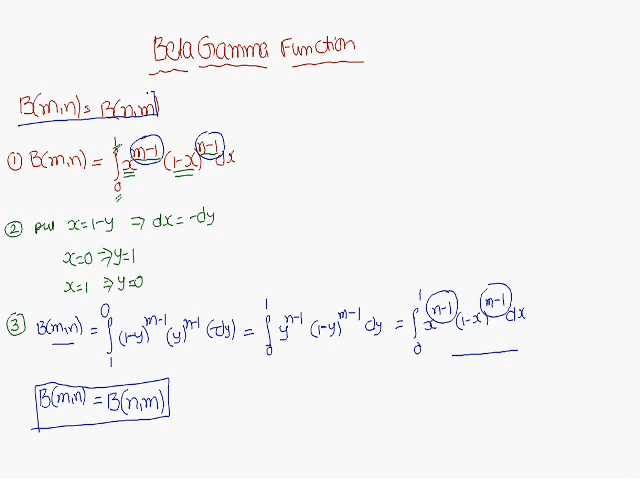 Beta Gamma Function
B(m,n) = B(n,m)
① B(m,n) = ∫₀¹ x^(m-1) (1-x)^(n-1) dx
② put x=1-y ⇒ dx = -dy
x=0 ⇒ y=1
x=1 ⇒ y=0
③ B(m,n) = ∫₁⁰ (1-y)^(m-1) (y)^(n-1) (-dy) = ∫₀¹ y^(n-1) (1-y)^(m-1) dy = ∫₀¹ x^(n-1) (1-x)^(m-1) dx
B(m,n) = B(n,m)